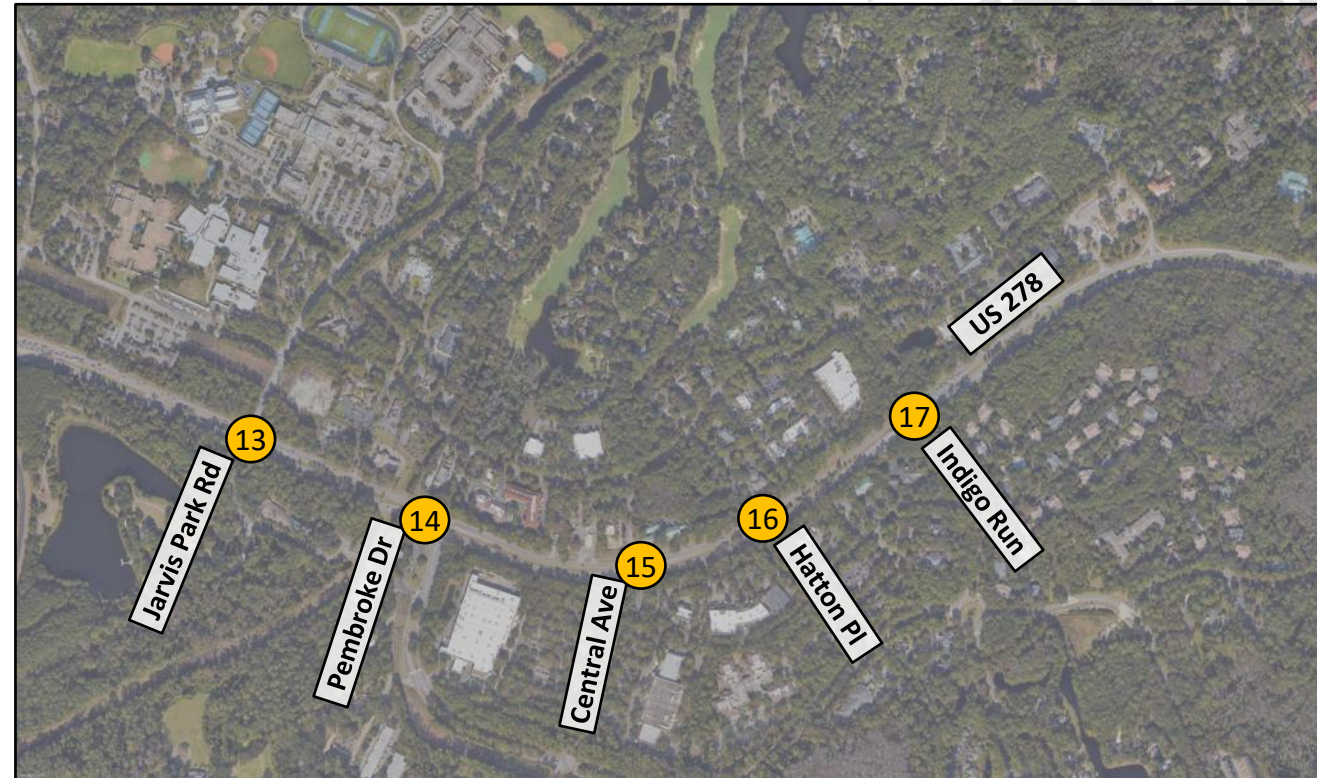 US 278
17
13
Indigo Run
Jarvis Park Rd
14
16
Pembroke Dr
15
Hatton Pl
Central Ave